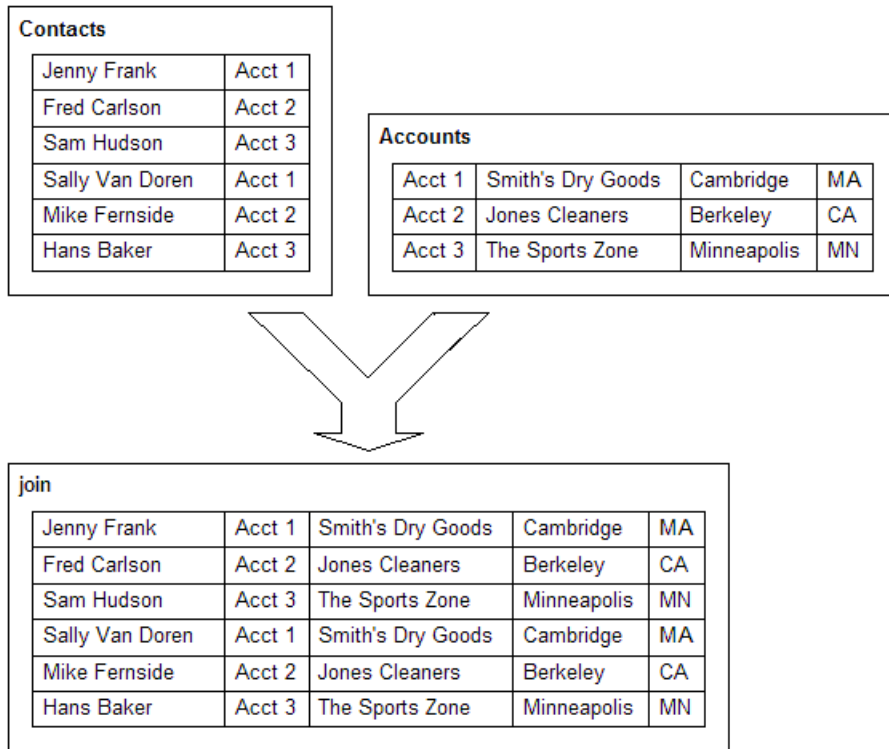 Contacts
Jenny Frank Acct 1
Fred Carlson Acct 2
Sam Hudson Acct 3
Sally Van Doren Acct 1
Mike Fernside Acct 2
Hans Baker Acct 3
Accounts
Acct 1 Smith's Dry Goods Cambridge MA
Acct 2 Jones Cleaners Berkeley CA
Acct 3 The Sports Zone Minneapolis MN
join
Jenny Frank Acct 1 Smith's Dry Goods Cambridge MA
Fred Carlson Acct 2 Jones Cleaners Berkeley CA
Sam Hudson Acct 3 The Sports Zone Minneapolis MN
Sally Van Doren Acct 1 Smith's Dry Goods Cambridge MA
Mike Fernside Acct 2 Jones Cleaners Berkeley CA
Hans Baker Acct 3 The Sports Zone Minneapolis MN